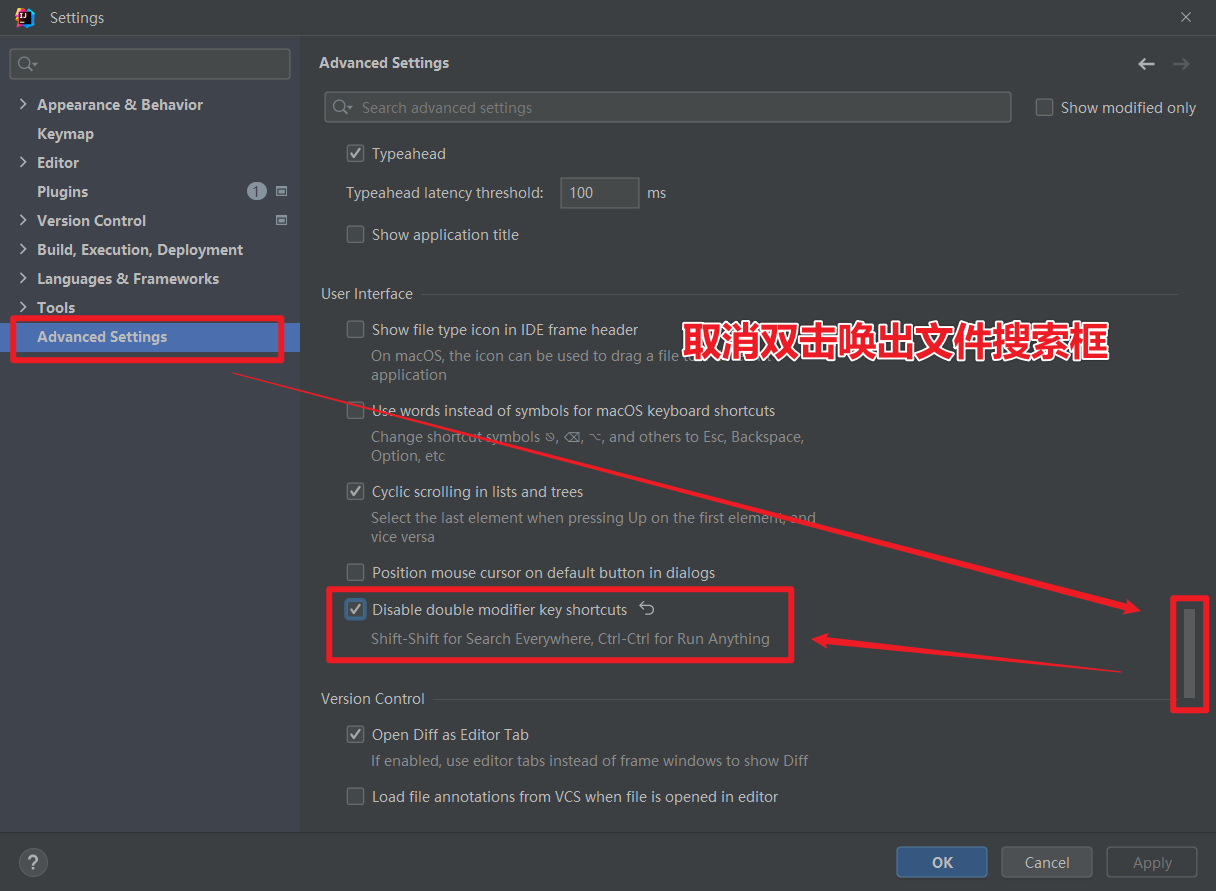 Settings
Advanced Settings
Search advanced settings
Show modified only
Appearance & Behavior
Keymap
Editor
Plugins
1
Version Control
Build, Execution, Deployment
Languages & Frameworks
Tools
Advanced Settings
Typeahead
Typeahead latency threshold: 100 ms
Show application title
User Interface
Show file type icon in IDE frame header
取消双击唤出文件搜索框
On macOS, the icon can be used to drag a file
application
Use words instead of symbols for macOS keyboard shortcuts
Change shortcut symbols ⎋, ⌫, ⌥, and others to Esc, Backspace,
Option, etc
Cyclic scrolling in lists and trees
Select the last element when pressing Up on the first element, and
vice versa
Position mouse cursor on default button in dialogs
Disable double modifier key shortcuts
Shift-Shift for Search Everywhere, Ctrl-Ctrl for Run Anything
Version Control
Open Diff as Editor Tab
If enabled, use editor tabs instead of frame windows to show Diff
Load file annotations from VCS when file is opened in editor
?
OK
Cancel
Apply